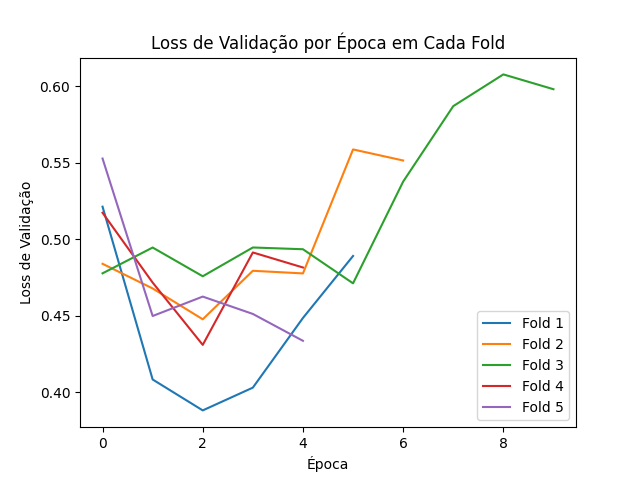 Loss de Validação por Época em Cada Fold
Loss de Validação
0.60
0.55
0.50
0.45
0.40
0
2
4
6
8
Época
Fold 1
Fold 2
Fold 3
Fold 4
Fold 5